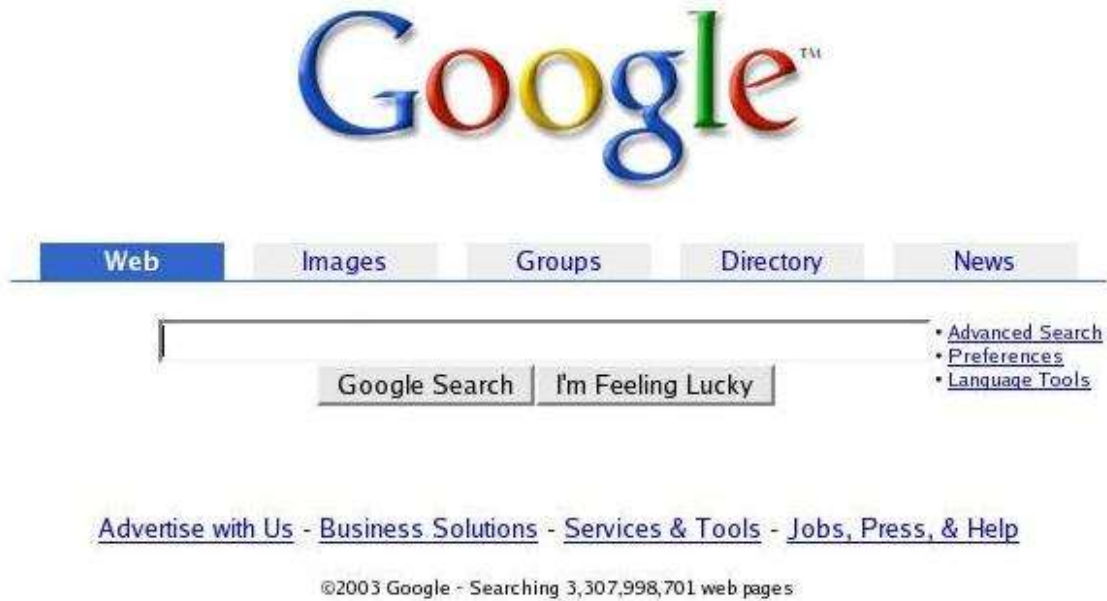 Google™
Web Images Groups Directory News
• Advanced Search
• Preferences
• Language Tools
Google Search I'm Feeling Lucky
Advertise with Us - Business Solutions - Services & Tools - Jobs, Press, & Help
©2003 Google - Searching 3,307,998,701 web pages